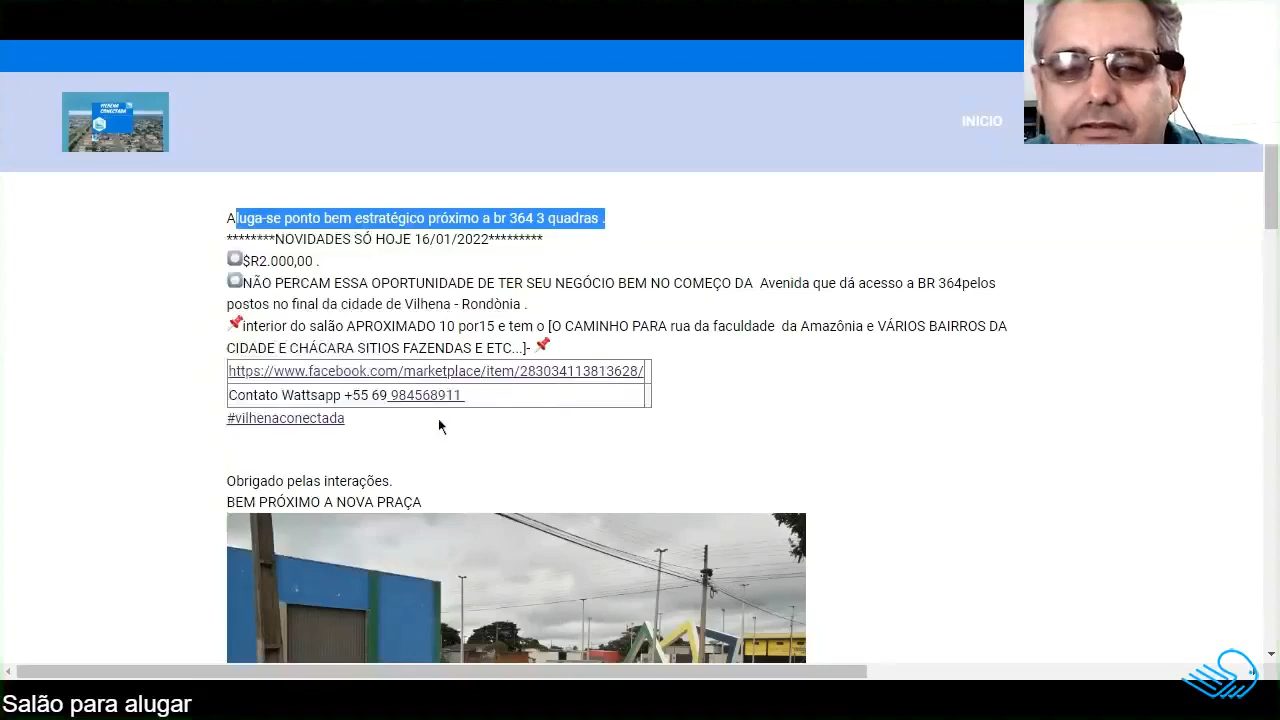 VILHENA
CONECTADA
INICIO
Aluga-se ponto bem estratégico próximo a br 364 3 quadras .
********NOVIDADES SÓ HOJE 16/01/2022*********
$R2.000,00 .
NÃO PERCAM ESSA OPORTUNIDADE DE TER SEU NEGÓCIO BEM NO COMEÇO DA  Avenida que dá acesso a BR 364pelos
postos no final da cidade de Vilhena - Rondònia .
interior do salão APROXIMADO 10 por15 e tem o [O CAMINHO PARA rua da faculdade  da Amazônia e VÁRIOS BAIRROS DA
CIDADE E CHÁCARA SITIOS FAZENDAS E ETC...]-
https://www.facebook.com/marketplace/item/283034113813628/
Contato Wattsapp +55 69 984568911
#vilhenaconectada
Obrigado pelas interações.
BEM PRÓXIMO A NOVA PRAÇA
Salão para alugar